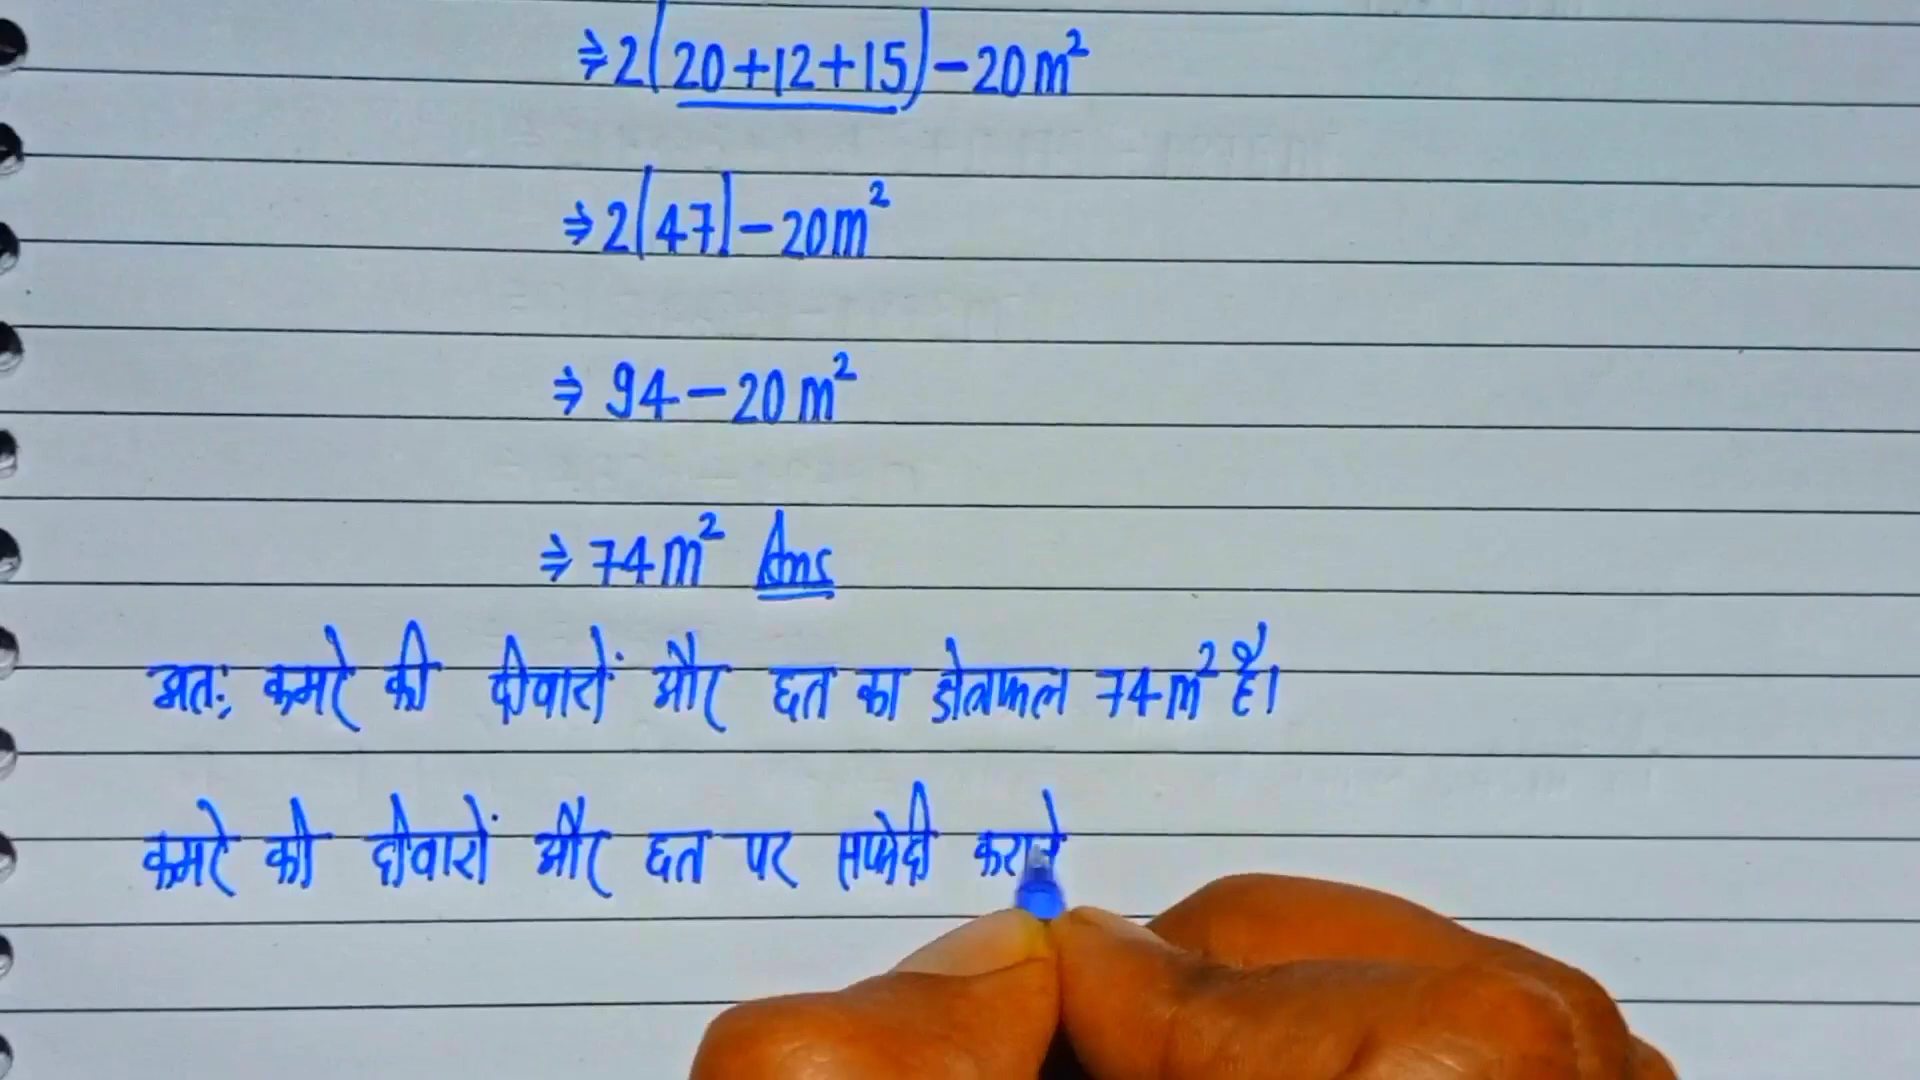 ⇒ 2(20+12+15) - 20m²
⇒ 2(47) - 20m²
⇒ 94 - 20m²
⇒ 74m² Ans
अतः कमरे की दीवारों और छत का क्षेत्रफल 74m² है।
कमरे की दीवारों और छत पर सफेदी कराने